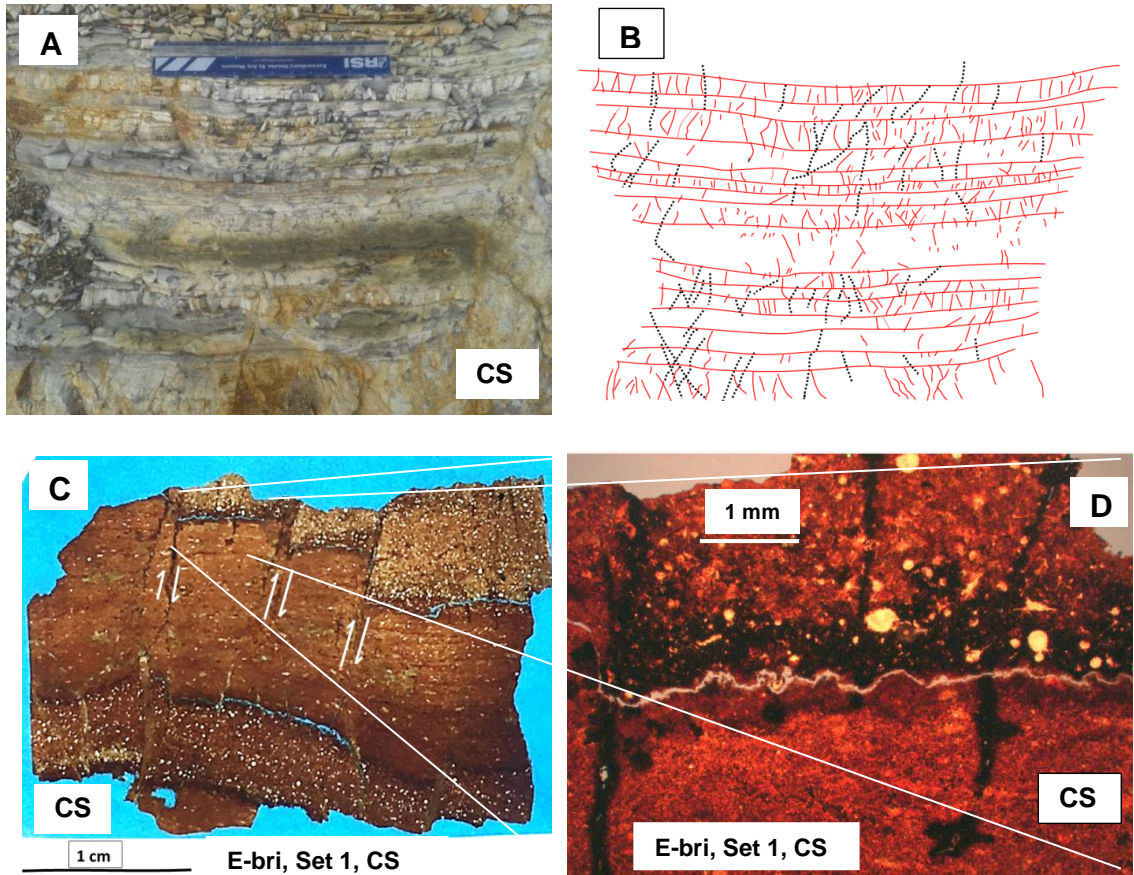 A
RSI
CS
B
C
CS
1 cm
E-bri, Set 1, CS
D
1 mm
CS
E-bri, Set 1, CS